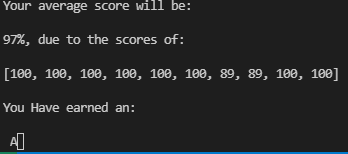 Your average score will be:
97%, due to the scores of:
[100, 100, 100, 100, 100, 100, 89, 89, 100, 100]
You Have earned an:
A